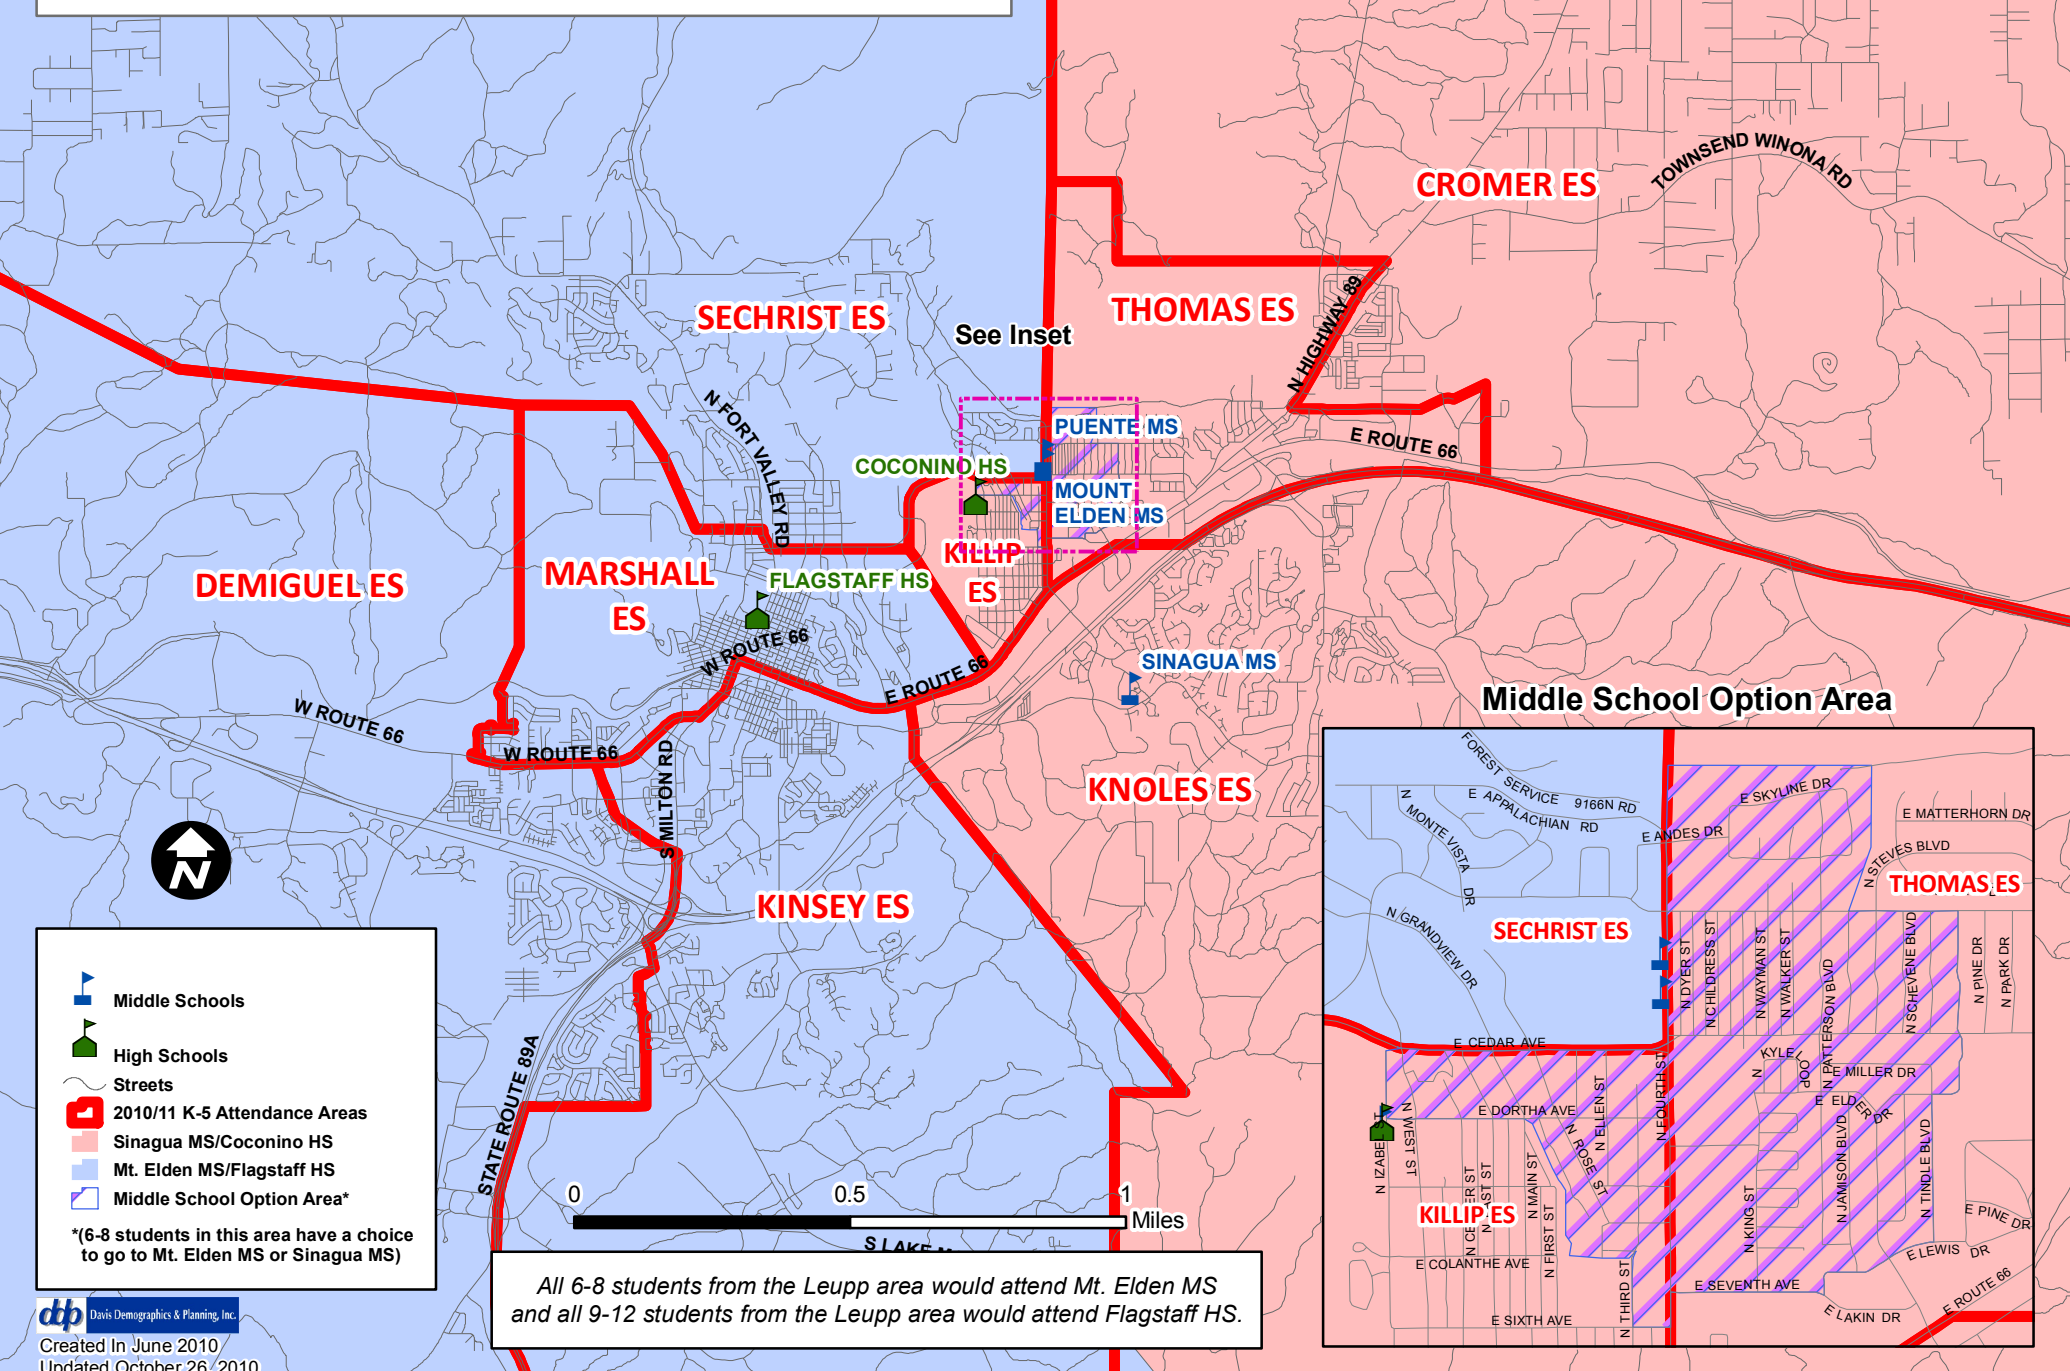 TOWNSEND WINONA RD
CROMER ES
SECHRIST ES
THOMAS ES
See Inset
N HIGHWAY 89
N FORT VALLEY RD
PUENTE MS
E ROUTE 66
COCONINO HS
MOUNT
ELDEN MS
KILLIP
ES
DEMIGUEL ES
MARSHALL
ES
FLAGSTAFF HS
W ROUTE 66
E ROUTE 66
SINAGUA MS
W ROUTE 66
W ROUTE 66
S MILTON RD
KNOLES ES
KINSEY ES
STATE ROUTE 89A
S LAKE
N
Middle Schools
High Schools
Streets
2010/11 K-5 Attendance Areas
Sinagua MS/Coconino HS
Mt. Elden MS/Flagstaff HS
Middle School Option Area*
*(6-8 students in this area have a choice
to go to Mt. Elden MS or Sinagua MS)
ddp Davis Demographics & Planning, Inc.
Created In June 2010
Updated October 26, 2010
0 0.5 1
Miles
All 6-8 students from the Leupp area would attend Mt. Elden MS
and all 9-12 students from the Leupp area would attend Flagstaff HS.
Middle School Option Area
FOREST SERVICE 9166N RD
E APPALACHIAN RD
N MONTE VISTA DR
E SKYLINE DR
E ANDES DR
E MATTERHORN DR
N STEVES BLVD
THOMAS ES
N GRANDVIEW DR
SECHRIST ES
N DYER ST
N CHILDRESS ST
N WAYMAN ST
N WALKER ST
N PATTERSON BLVD
N SCHEVENE BLVD
N PINE DR
N PARK DR
E CEDAR AVE
N FOURTH ST
N KYLE LOOP
E MILLER DR
E ELDER DR
E DORTHA AVE
N ELLEN ST
N ROSE ST
N IZABEL ST
N WEST ST
N CENTER ST
N EAST ST
N MAIN ST
N FIRST ST
KILLIP ES
N KING ST
N JAMISON BLVD
N TINDLE BLVD
E PINE DR
E LEWIS DR
E COLANTHE AVE
N THIRD ST
E SEVENTH AVE
E SIXTH AVE
E LAKIN DR
E ROUTE 66